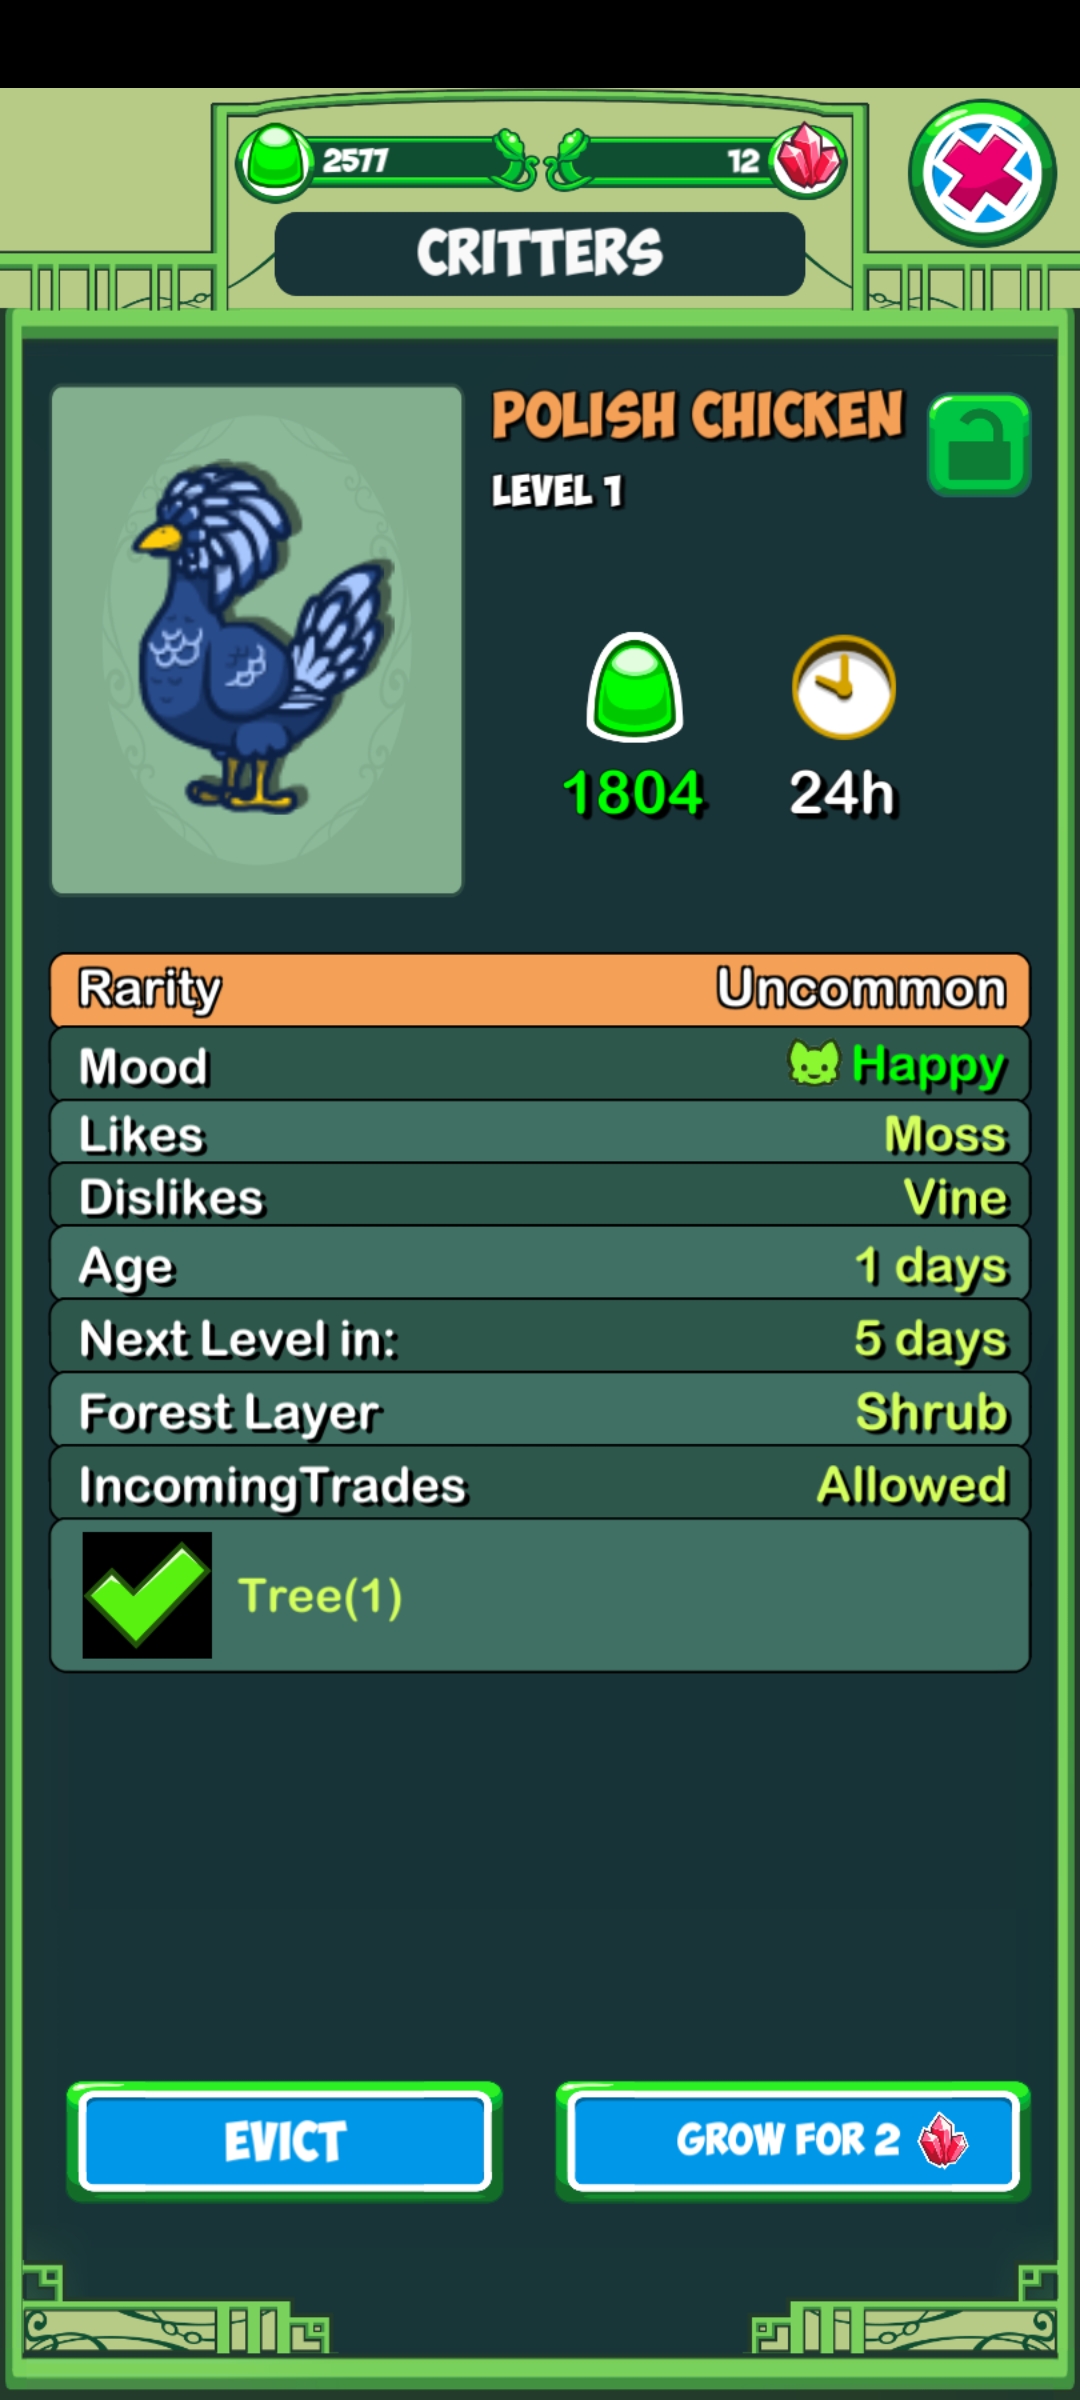 2577
12
CRITTERS
POLISH CHICKEN
LEVEL 1
1804
24h
Rarity Uncommon
Mood Happy
Likes Moss
Dislikes Vine
Age 1 days
Next Level in: 5 days
Forest Layer Shrub
IncomingTrades Allowed
Tree(1)
EVICT
GROW FOR 2